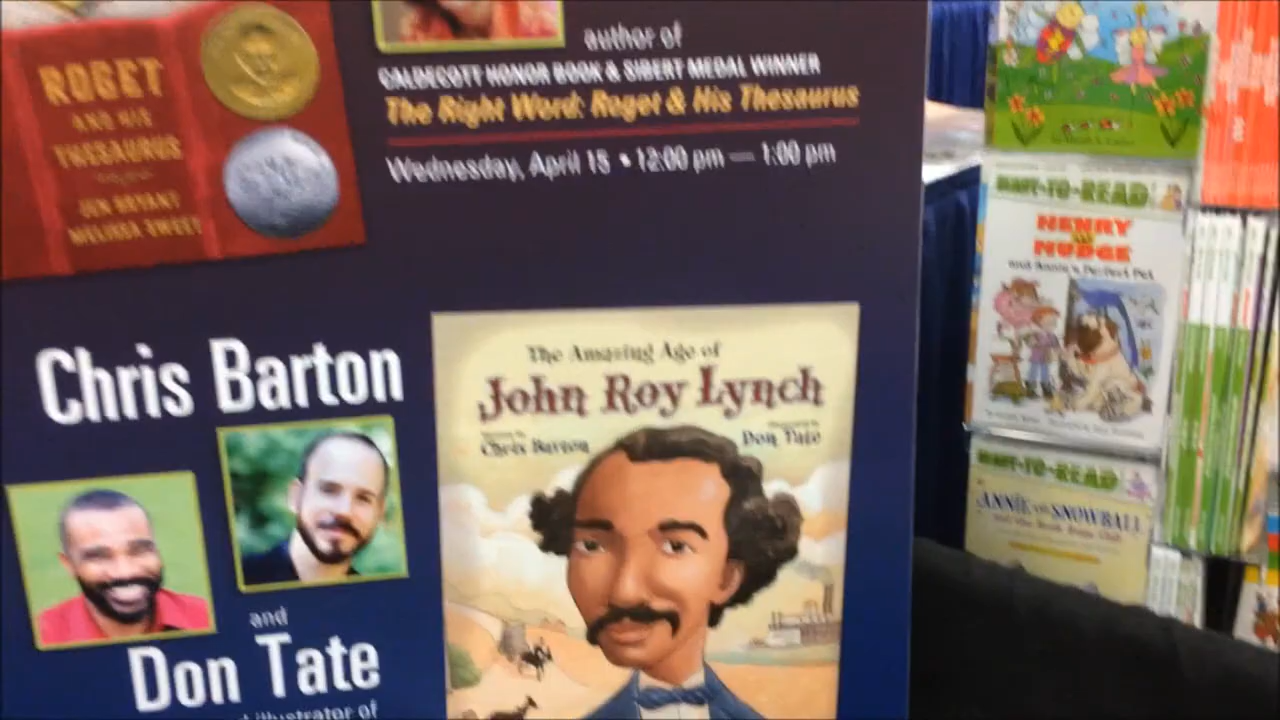 ROGET
AND HIS
THESAURUS
JEN BRYANT
MELISSA SWEET
author of
CALDECOTT HONOR BOOK & SIBERT MEDAL WINNER
The Right Word: Roget & His Thesaurus
Wednesday, April 15 • 12:00 pm — 1:00 pm
Chris Barton
and
Don Tate
illustrator of
The Amazing Age of
John Roy Lynch
Chris Barton
Don Tate
READY-TO-READ
HENRY
AND
MUDGE
and Annie's Perfect Pet
READY-TO-READ
ANNIE AND SNOWBALL